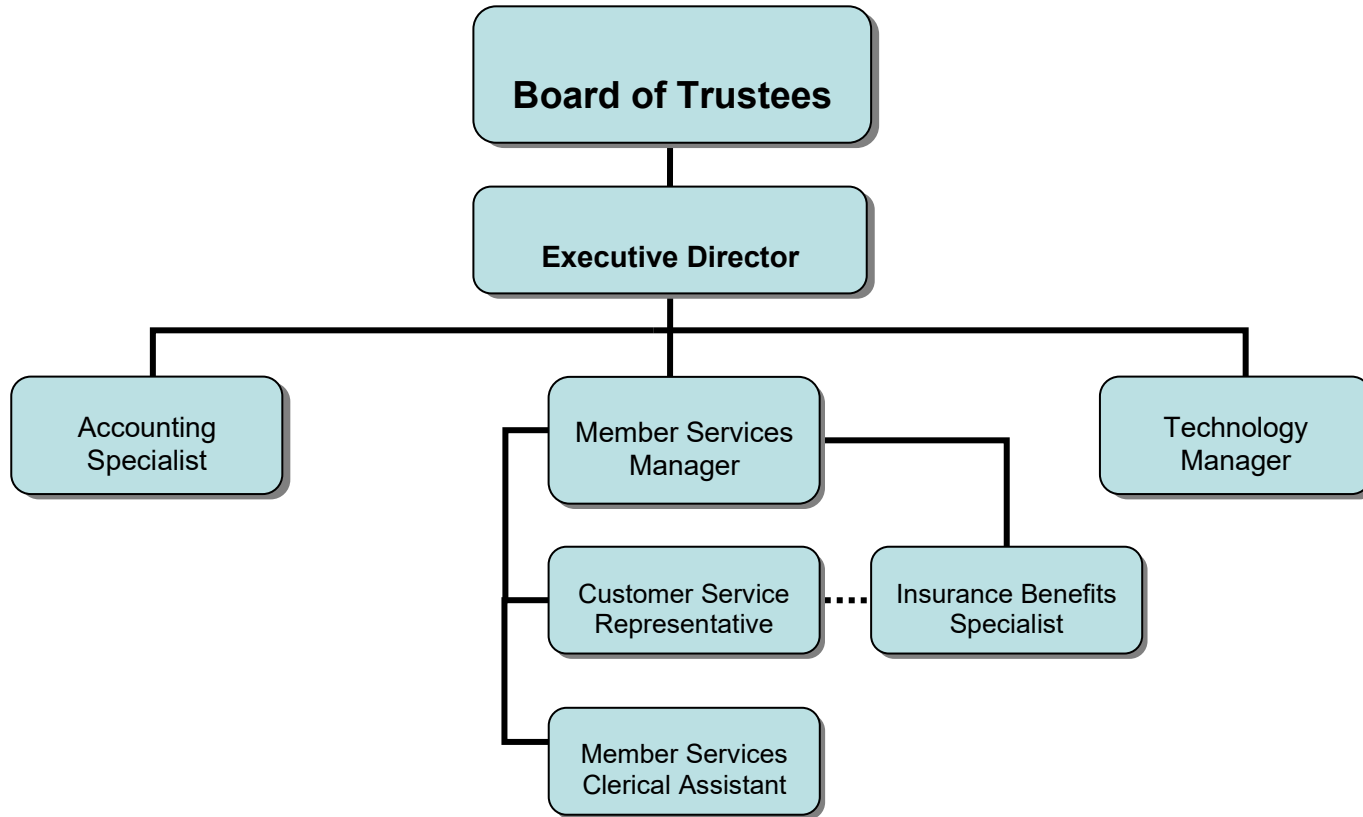 Board of Trustees
Executive Director
Accounting
Specialist
Member Services
Manager
Technology
Manager
Customer Service
Representative
Insurance Benefits
Specialist
Member Services
Clerical Assistant